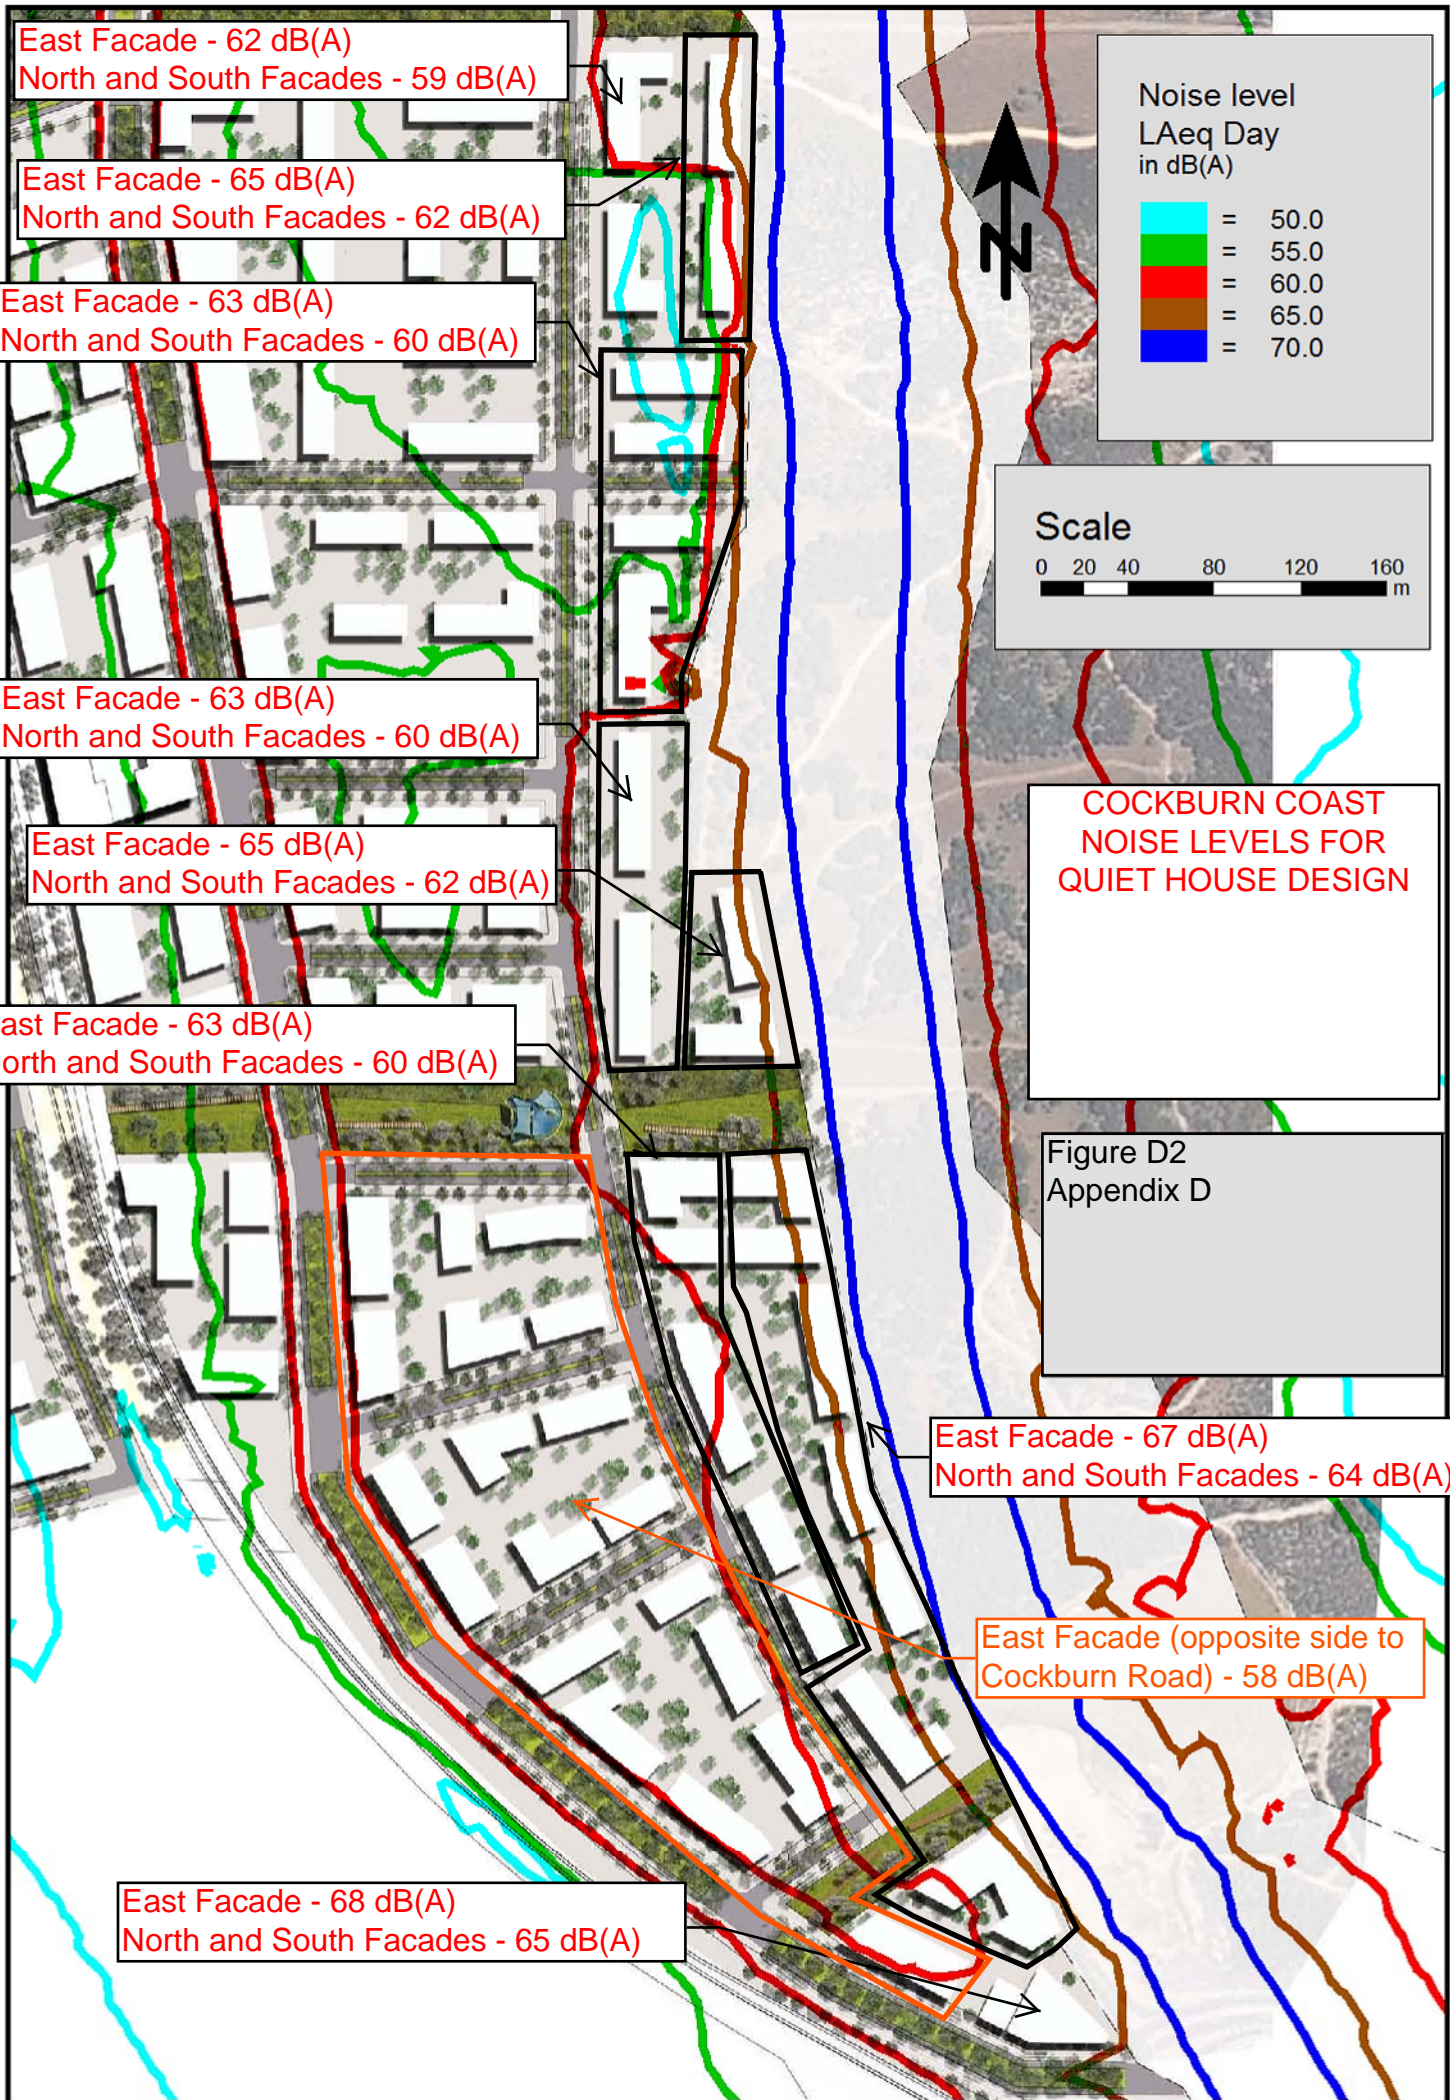 East Facade - 62 dB(A)
North and South Facades - 59 dB(A)
East Facade - 65 dB(A)
North and South Facades - 62 dB(A)
East Facade - 63 dB(A)
North and South Facades - 60 dB(A)
East Facade - 63 dB(A)
North and South Facades - 60 dB(A)
East Facade - 65 dB(A)
North and South Facades - 62 dB(A)
ast Facade - 63 dB(A)
orth and South Facades - 60 dB(A)
Noise level
LAeq Day
in dB(A)
= 50.0
= 55.0
= 60.0
= 65.0
= 70.0
N
Scale
0 20 40 80 120 160
m
COCKBURN COAST
NOISE LEVELS FOR
QUIET HOUSE DESIGN
Figure D2
Appendix D
East Facade - 67 dB(A)
North and South Facades - 64 dB(A)
East Facade (opposite side to
Cockburn Road) - 58 dB(A)
East Facade - 68 dB(A)
North and South Facades - 65 dB(A)